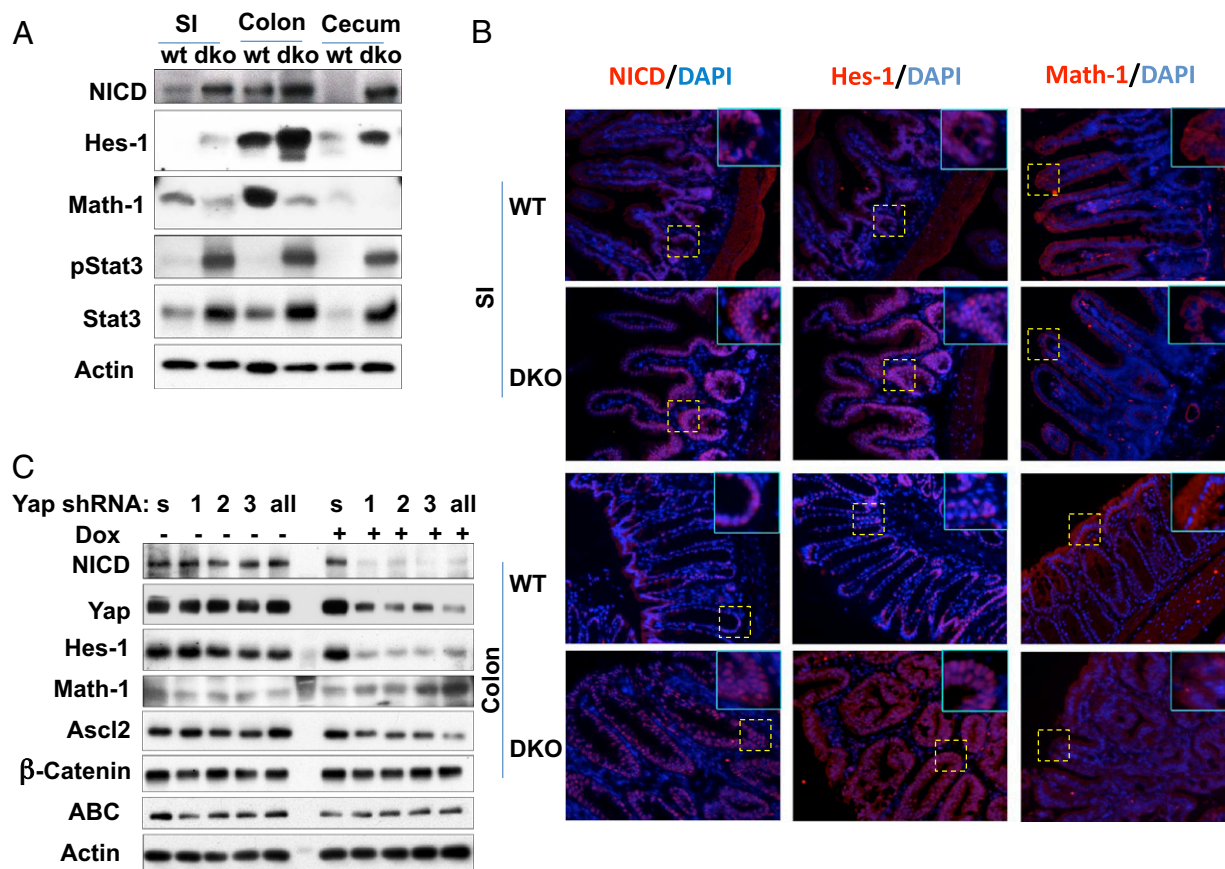 A
SI Colon Cecum
wt dko wt dko wt dko
NICD
Hes-1
Math-1
pStat3
Stat3
Actin
B
NICD/DAPI Hes-1/DAPI Math-1/DAPI
SI
WT
DKO
Colon
WT
DKO
C
Yap shRNA: s 1 2 3 all s 1 2 3 all
Dox - - - - - + + + + +
NICD
Yap
Hes-1
Math-1
Ascl2
β-Catenin
ABC
Actin